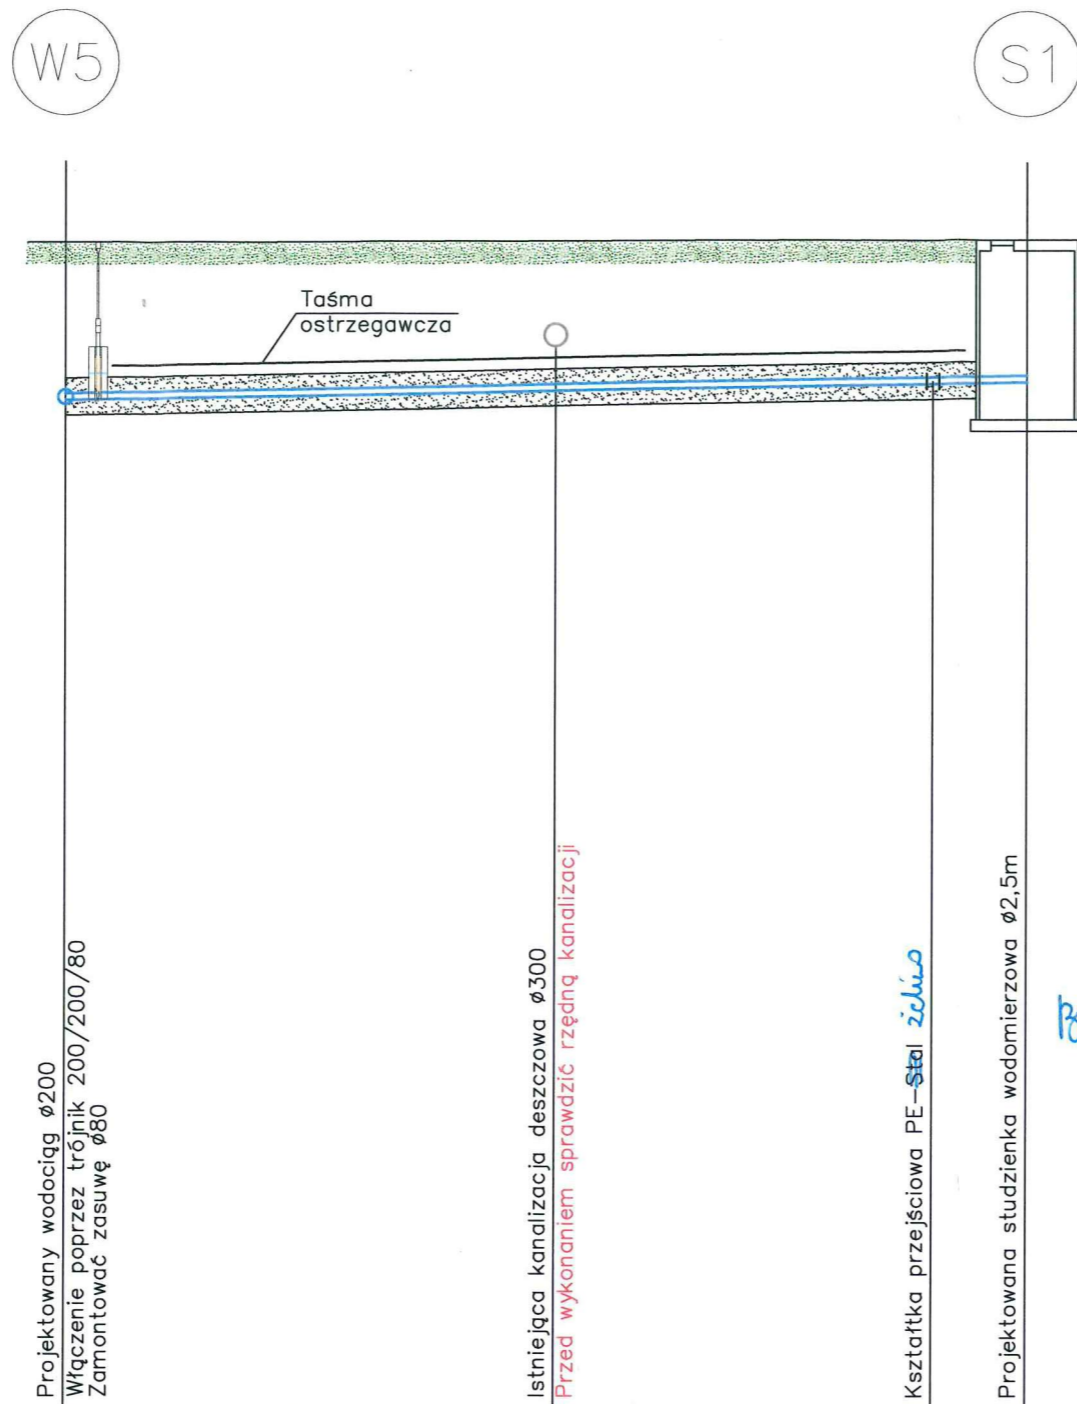 W5
S1
Taśma
ostrzegawcza
Projektowany wodociąg ø200
Włączenie poprzez trójnik 200/200/80
Zamontować zasuwę ø80
Istniejąca kanalizacja deszczowa ø300
Przed wykonaniem sprawdzić rzędną kanalizacji
Kształtka przejściowa PE-Stal
Projektowana studzienka wodomierzowa ø2,5m